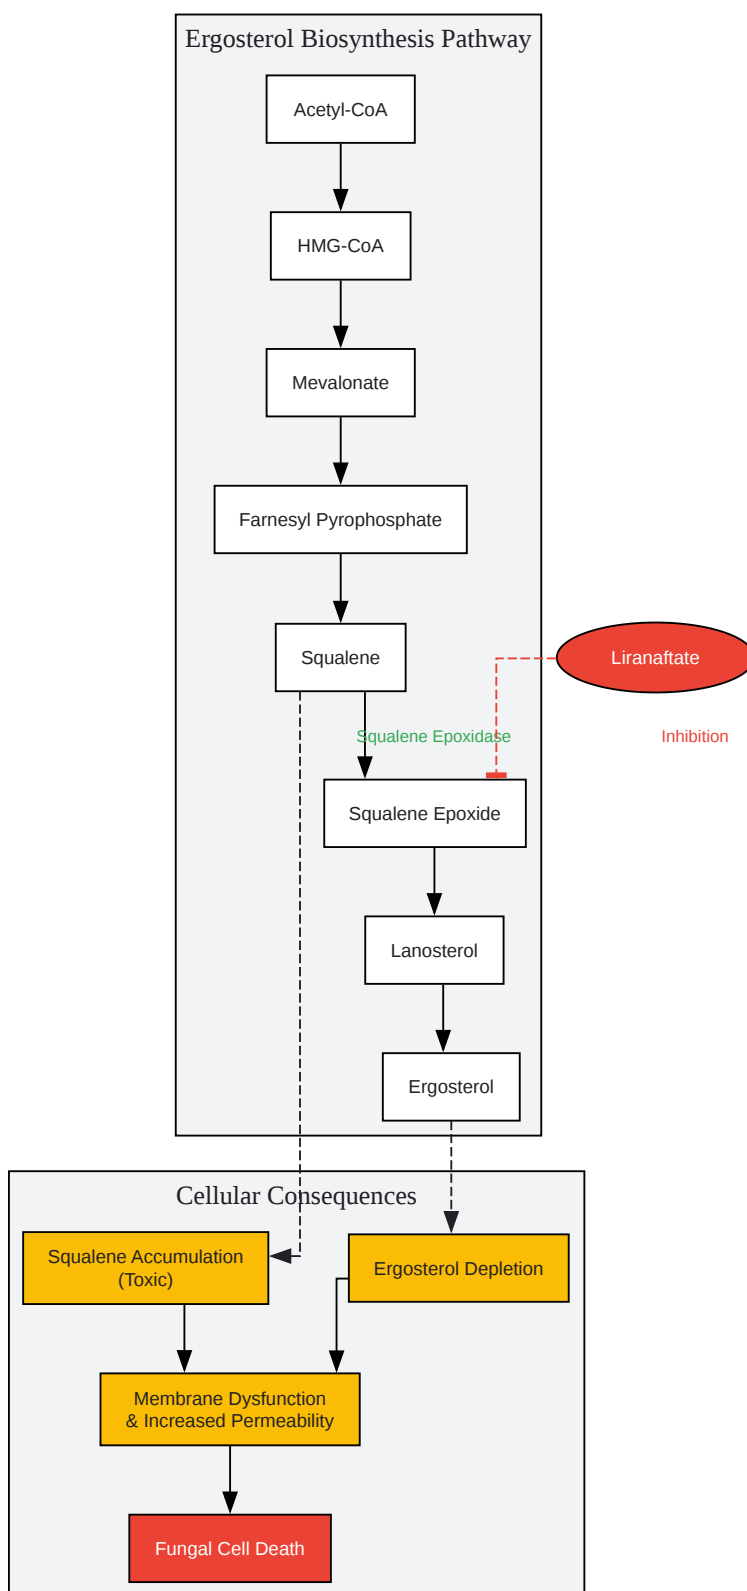 Ergosterol Biosynthesis Pathway
Acetyl-CoA
HMG-CoA
Mevalonate
Farnesyl Pyrophosphate
Squalene
Liranaftate
Squalene Epoxidase
Inhibition
Squalene Epoxide
Lanosterol
Ergosterol
Cellular Consequences
Squalene Accumulation
(Toxic)
Ergosterol Depletion
Membrane Dysfunction
& Increased Permeability
Fungal Cell Death